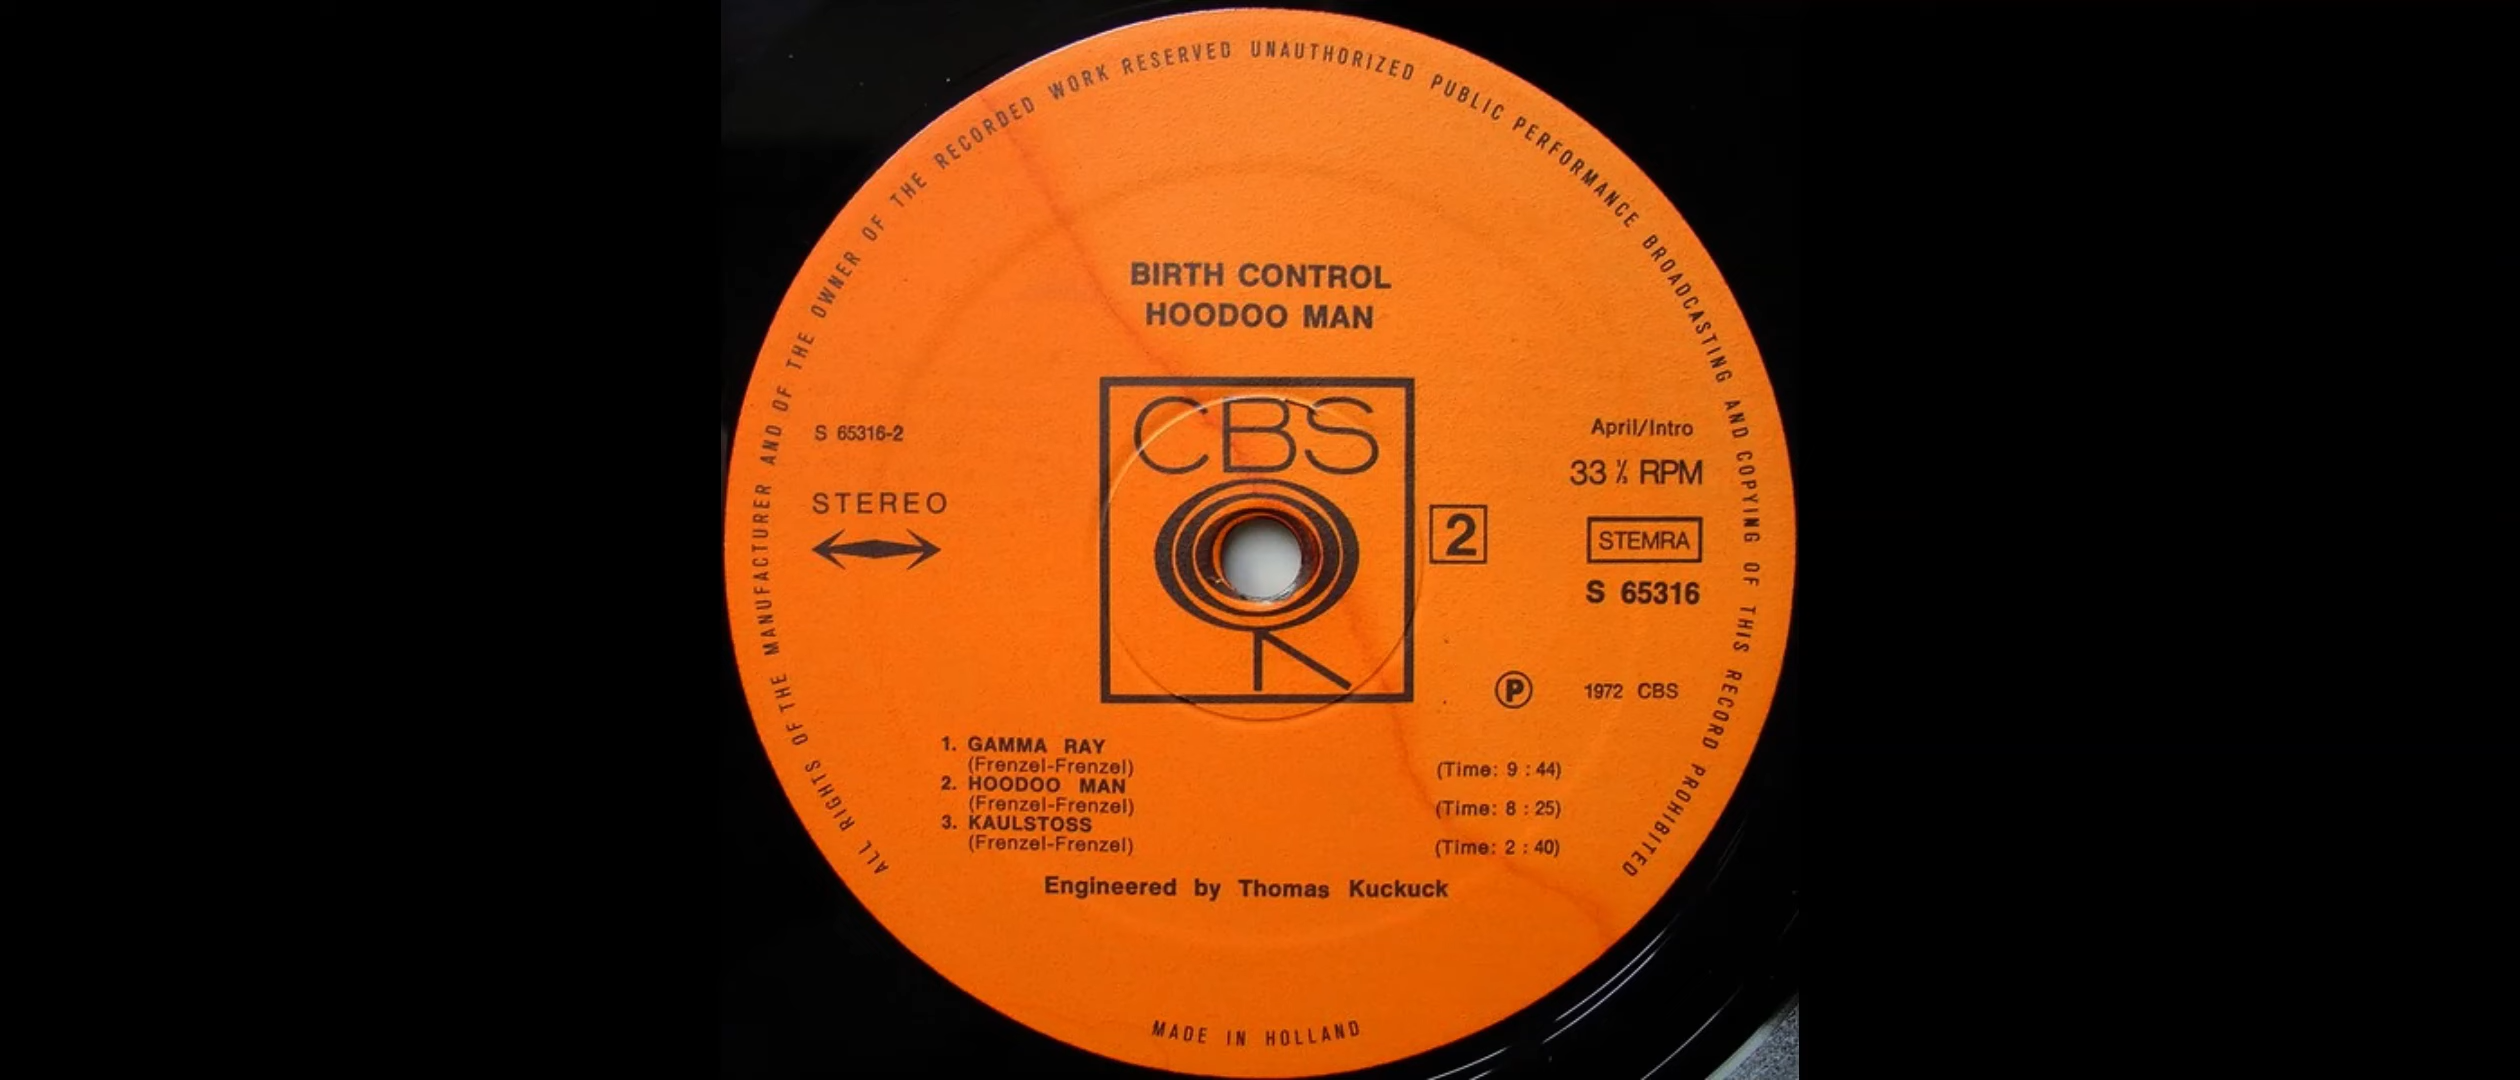 ALL RIGHTS OF THE MANUFACTURER AND OF THE OWNER OF THE RECORDED WORK RESERVED UNAUTHORIZED PUBLIC PERFORMANCE BROADCASTING AND COPYING OF THIS RECORD PROHIBITED
BIRTH CONTROL
HOODOO MAN
CBS
S 65316-2
STEREO
2
April/Intro
33 ⅓ RPM
STEMRA
S 65316
Ⓟ 1972 CBS
1. GAMMA RAY
(Frenzel-Frenzel) (Time: 9 : 44)
2. HOODOO MAN
(Frenzel-Frenzel) (Time: 8 : 25)
3. KAULSTOSS
(Frenzel-Frenzel) (Time: 2 : 40)
Engineered by Thomas Kuckuck
MADE IN HOLLAND